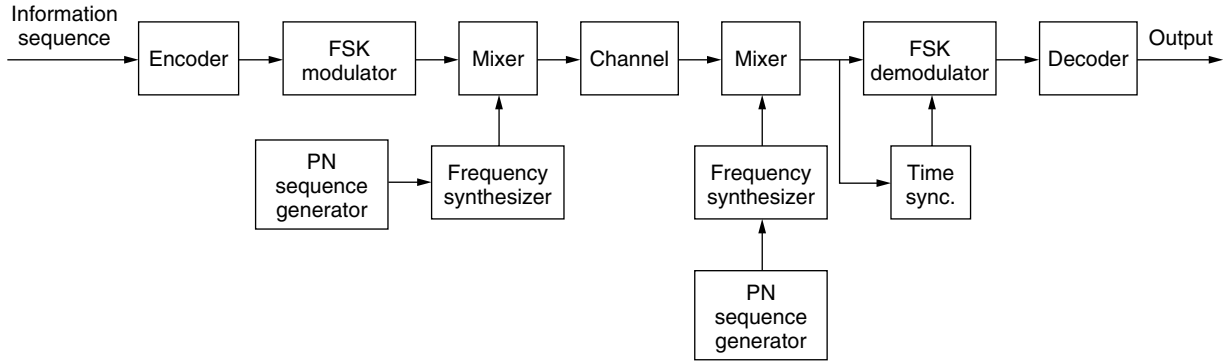 Information
sequence
Encoder
FSK
modulator
Mixer
Channel
Mixer
FSK
demodulator
Decoder
Output
PN
sequence
generator
Frequency
synthesizer
Frequency
synthesizer
Time
sync.
PN
sequence
generator